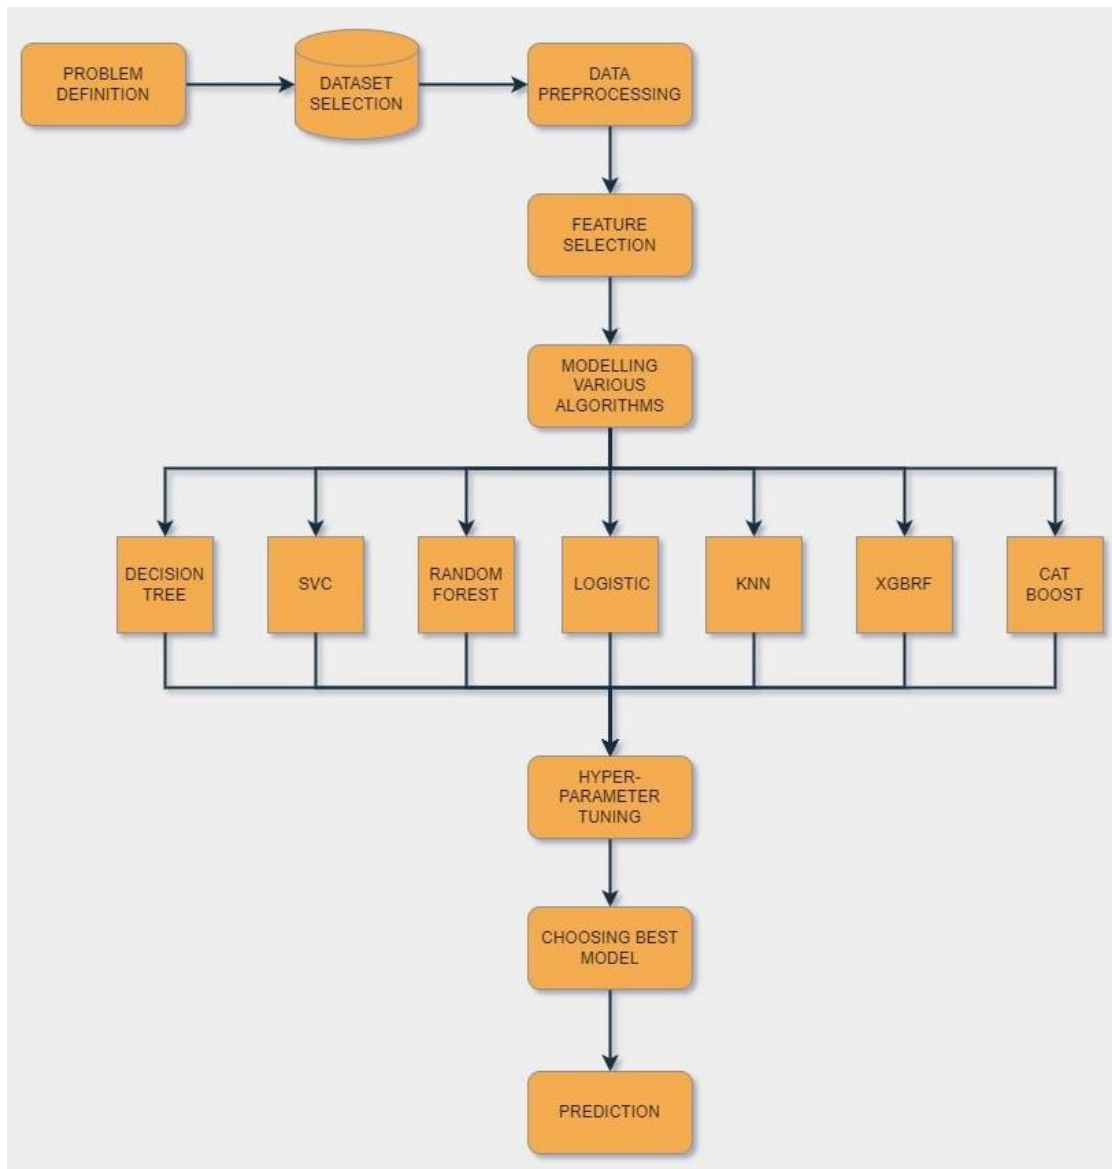 PROBLEM
DEFINITION
DATASET
SELECTION
DATA
PREPROCESSING
FEATURE
SELECTION
MODELLING
VARIOUS
ALGORITHMS
DECISION
TREE
SVC
RANDOM
FOREST
LOGISTIC
KNN
XGBRF
CAT
BOOST
HYPER-
PARAMETER
TUNING
CHOOSING BEST
MODEL
PREDICTION